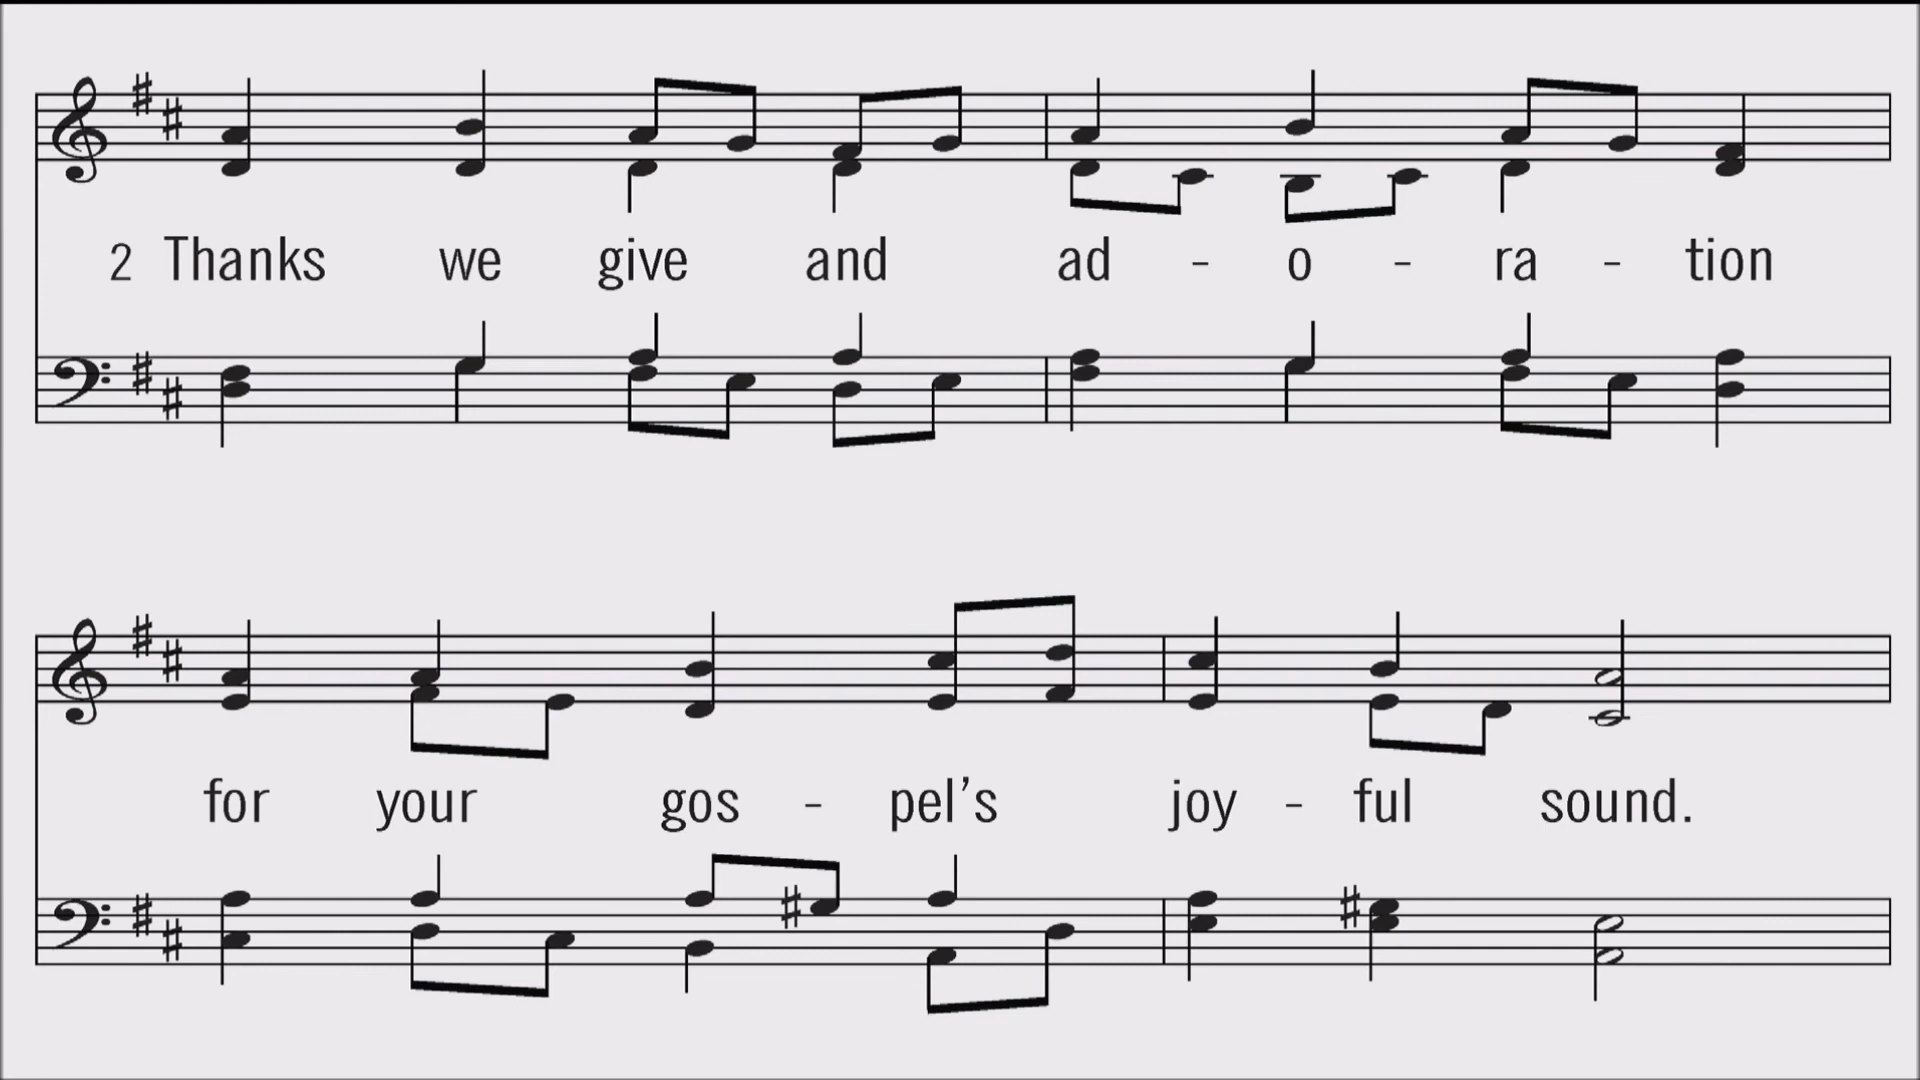 2 Thanks we give and ad - o - ra - tion
for your gos - pel’s joy - ful sound.